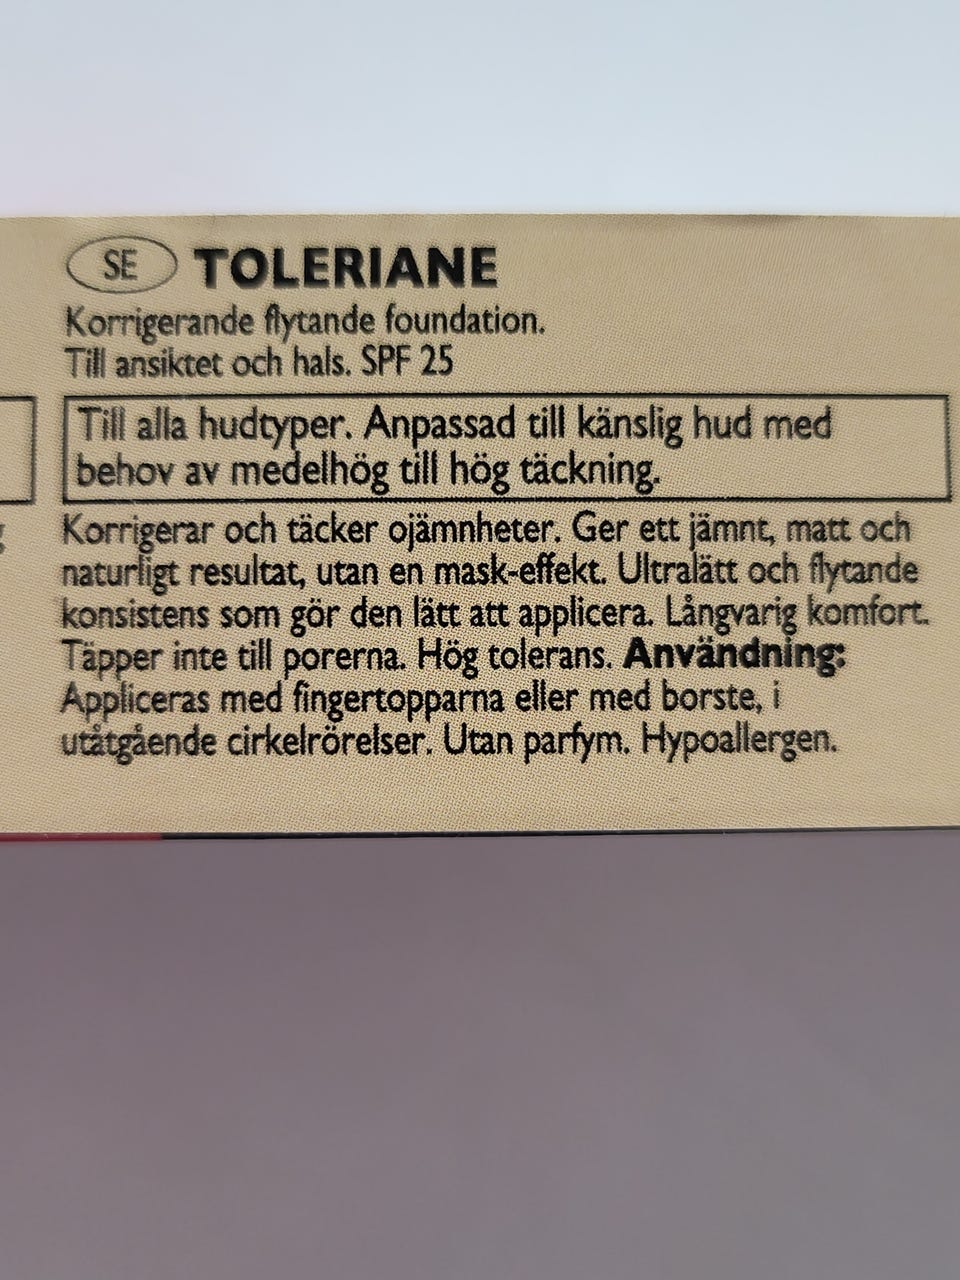 SE TOLERIANE
Korrigerande flytande foundation.
Till ansiktet och hals. SPF 25
Till alla hudtyper. Anpassad till känslig hud med
behov av medelhög till hög täckning.
Korrigerar och täcker ojämnheter. Ger ett jämnt, matt och
naturligt resultat, utan en mask-effekt. Ultralätt och flytande
konsistens som gör den lätt att applicera. Långvarig komfort.
Täpper inte till porerna. Hög tolerans. Användning:
Appliceras med fingertopparna eller med borste, i
utåtgående cirkelrörelser. Utan parfym. Hypoallergen.